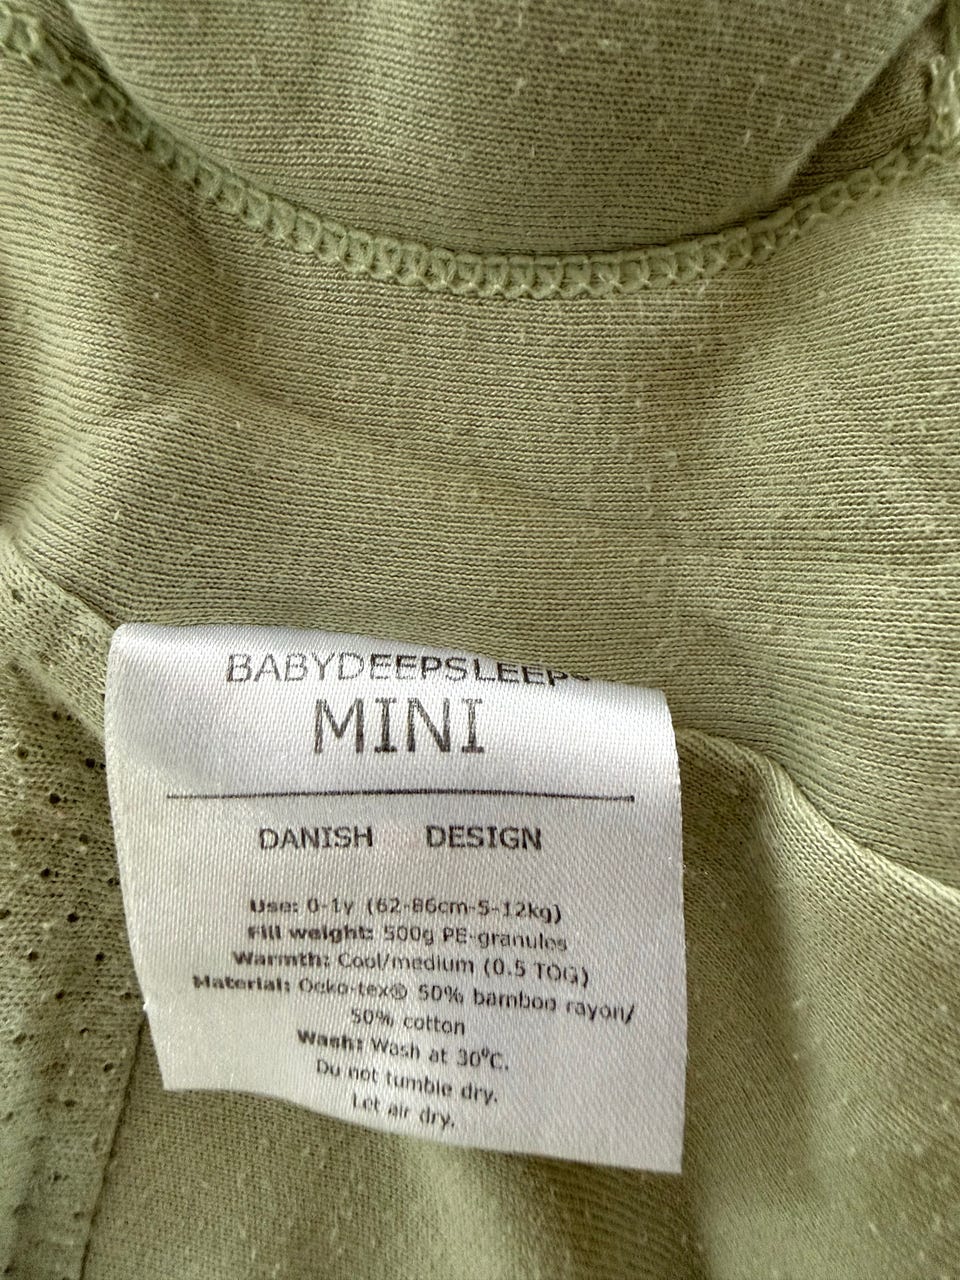 BABYDEEPSLEEP®
MINI
DANISH DESIGN
Use: 0-1y (62-86cm-5-12kg)
Fill weight: 500g PE-granules
Warmth: Cool/medium (0.5 TOG)
Material: Oeko-tex® 50% bamboo rayon/
50% cotton
Wash: Wash at 30°C.
Do not tumble dry.
Let air dry.